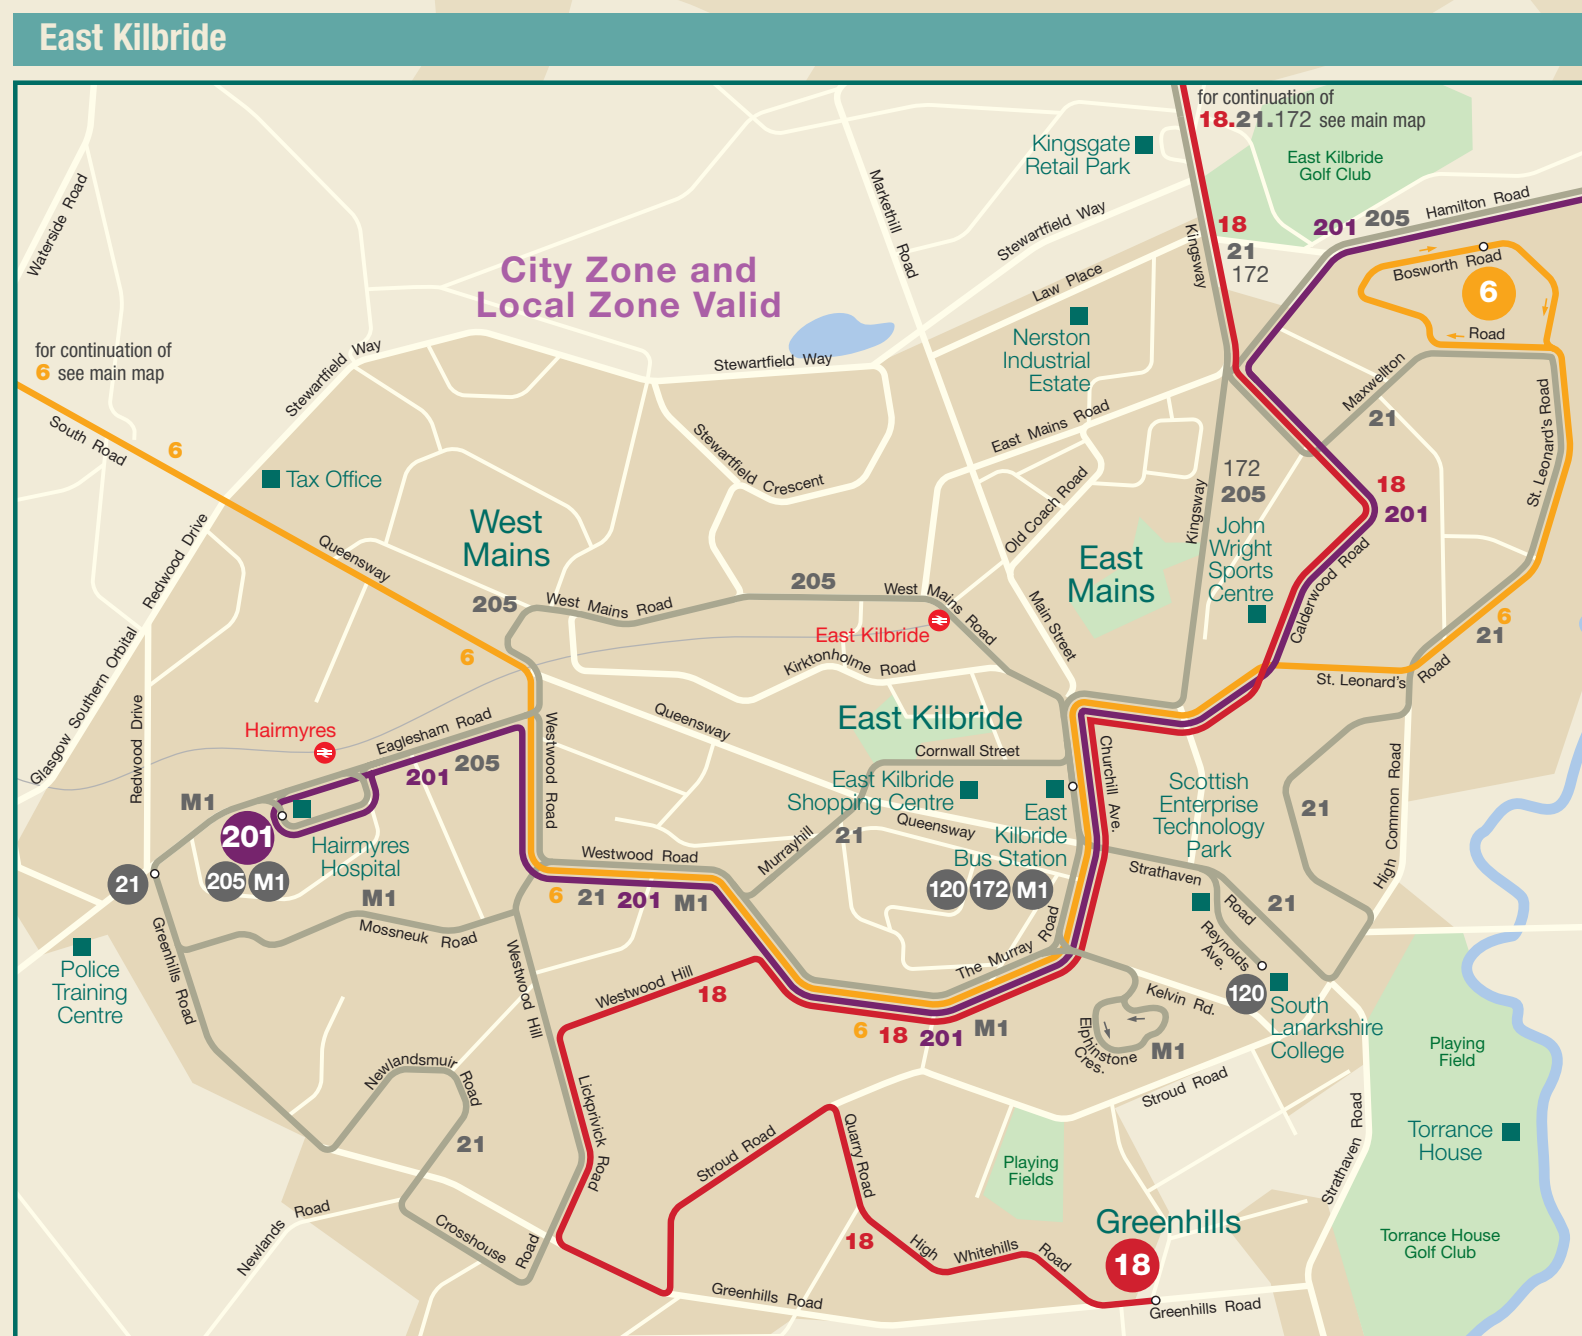 East Kilbride
for continuation of
18.21.172 see main map
Kingsgate
Retail Park
East Kilbride
Golf Club
Waterside Road
Markethill Road
Stewartfield Way
Kingsway
18
21
172
201
205
Hamilton Road
Bosworth Road
6
Road
City Zone and
Local Zone Valid
Law Place
Nerston
Industrial
Estate
for continuation of
6 see main map
Stewartfield Way
Stewartfield Way
South Road
6
Tax Office
Stewartfield Crescent
East Mains Road
Maxwellton
21
St. Leonard's Road
172
205
Kingsway
18
201
John
Wright
Sports
Centre
Old Coach Road
West
Mains
East
Mains
Queensway
Redwood Drive
Glasgow Southern Orbital
205
West Mains Road
205
West Mains Road
East Kilbride
Main Street
Calderwood Road
6
21
St. Leonard's Road
6
Kirktonholme Road
Hairmyres
Redwood Drive
Eaglesham Road
201
205
Westwood Road
Queensway
East Kilbride
Cornwall Street
Churchill Ave.
East Kilbride
Shopping Centre
East
Kilbride
Bus Station
120
172
M1
Queensway
Murrayhill
21
Scottish
Enterprise
Technology
Park
21
High Common Road
M1
201
205
M1
Hairmyres
Hospital
21
M1
Mossneuk Road
Westwood Road
6
21
201
M1
Strathaven Road
21
Reynolds
Ave.
120
South
Lanarkshire
College
The Murray Road
Greenhills Road
Police
Training
Centre
Westwood Hill
Westwood Hill
18
6
18
201
M1
Kelvin Rd.
Elphinstone
Cres.
M1
Stroud Road
Playing
Field
Newlandsmuir Road
21
Lickprivick Road
Stroud Road
Quarry Road
Playing
Fields
Strathaven Road
Torrance
House
Torrance House
Golf Club
Newlands Road
Crosshouse Road
18
High Whitehills Road
Greenhills
18
Greenhills Road
Greenhills Road